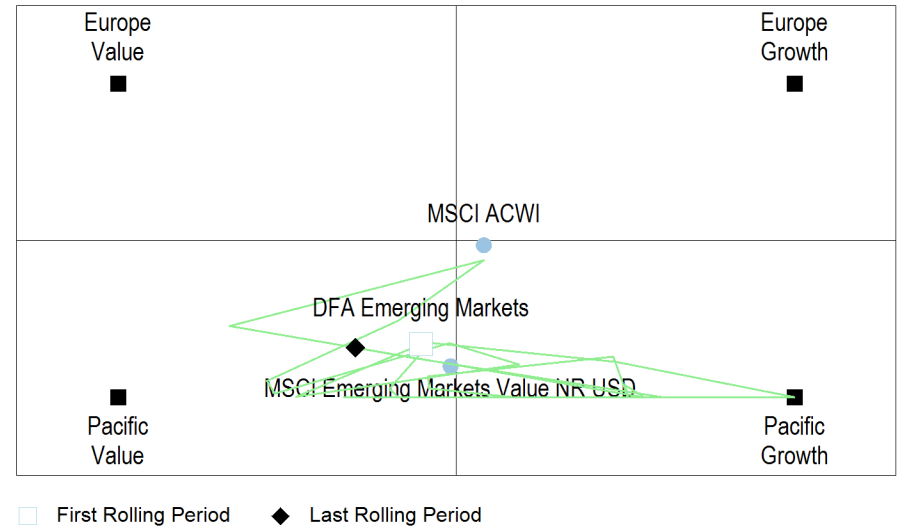 Europe
Value
Europe
Growth
MSCI ACWI
DFA Emerging Markets
MSCI Emerging Markets Value NR USD
Pacific
Value
Pacific
Growth
First Rolling Period
Last Rolling Period